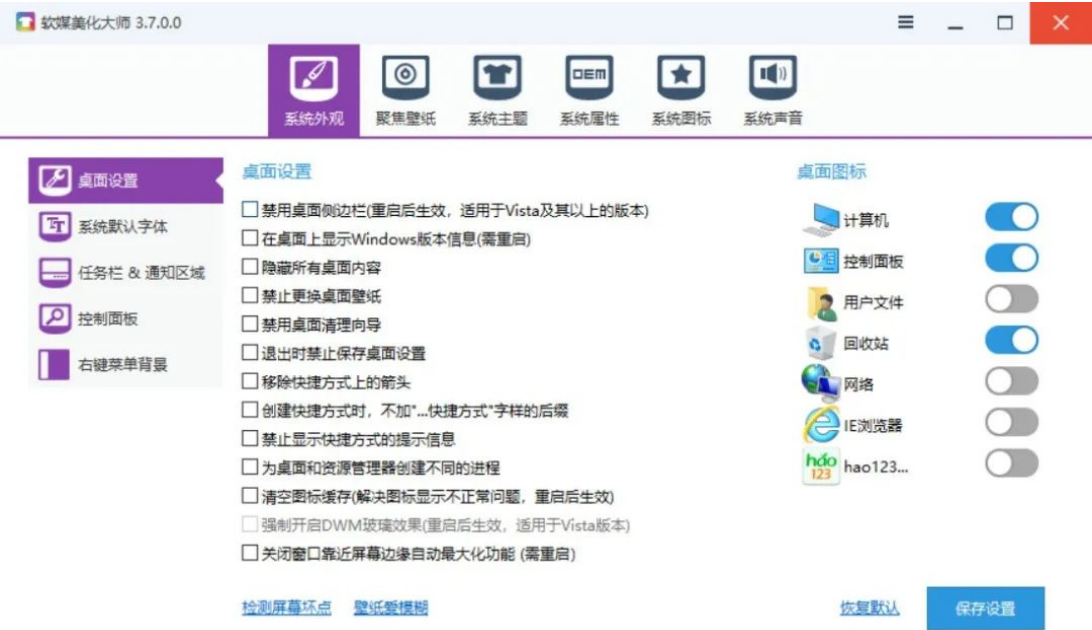 软媒美化大师 3.7.0.0
系统外观 聚焦壁纸 系统主题 OEM 系统属性 系统图标 系统声音
桌面设置
系统默认字体
任务栏 & 通知区域
控制面板
右键菜单背景
桌面设置
禁用桌面侧边栏(重启后生效，适用于Vista及其以上的版本)
在桌面上显示Windows版本信息(需重启)
隐藏所有桌面内容
禁止更换桌面壁纸
禁用桌面清理向导
退出时禁止保存桌面设置
移除快捷方式上的箭头
创建快捷方式时，不加"...快捷方式"字样的后缀
禁止显示快捷方式的提示信息
为桌面和资源管理器创建不同的进程
清空图标缓存(解决图标显示不正常问题，重启后生效)
强制开启DWM玻璃效果(重启后生效，适用于Vista版本)
关闭窗口靠近屏幕边缘自动最大化功能 (需重启)
检测屏幕坏点 壁纸爱模糊
桌面图标
计算机
控制面板
用户文件
回收站
网络
IE浏览器
hao123 hao123...
恢复默认 保存设置